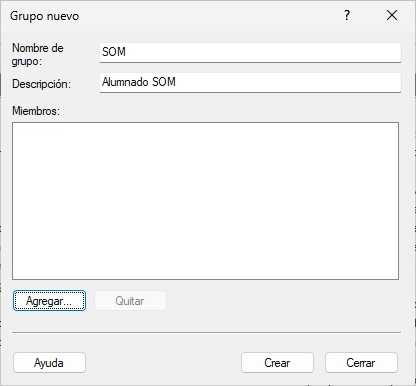 Grupo nuevo
?
Nombre de
grupo:
SOM
Descripción:
Alumnado SOM
Miembros:
Agregar...
Quitar
Ayuda
Crear
Cerrar